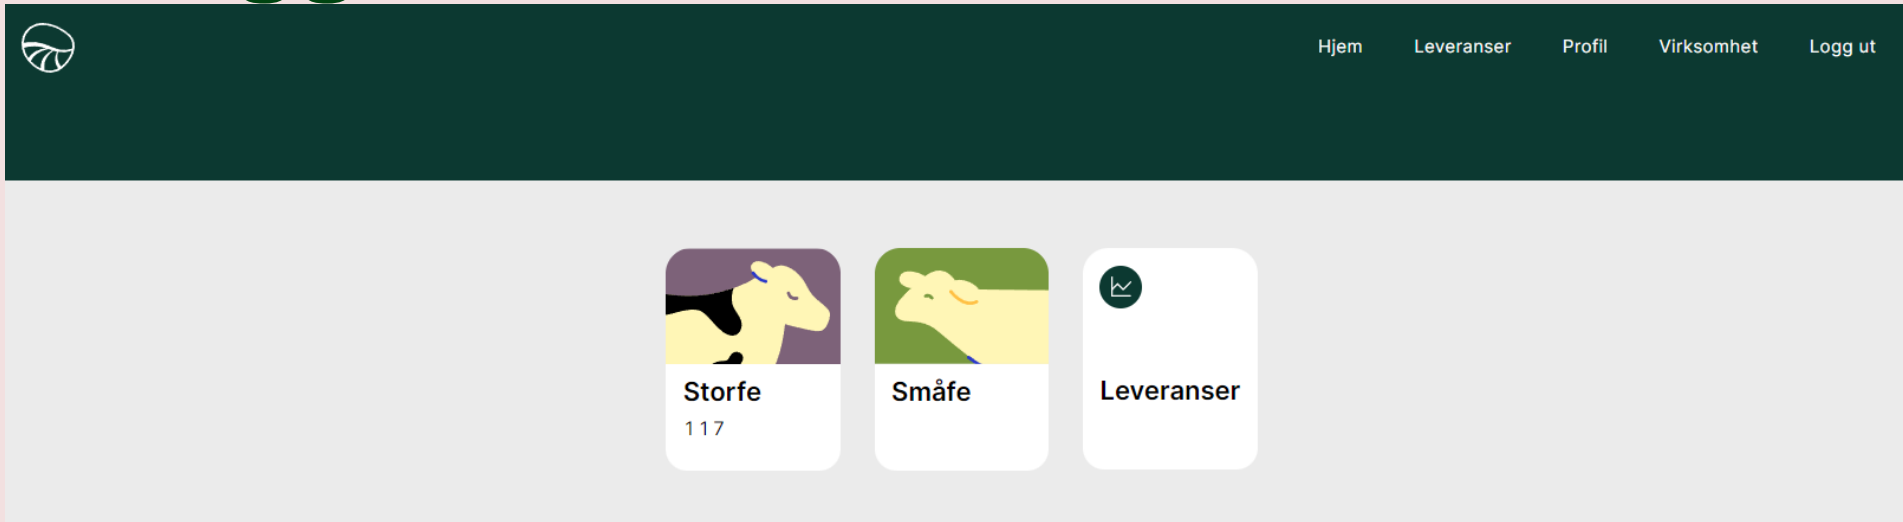 Hjem Leveranser Profil Virksomhet Logg ut
Storfe Småfe Leveranser
117